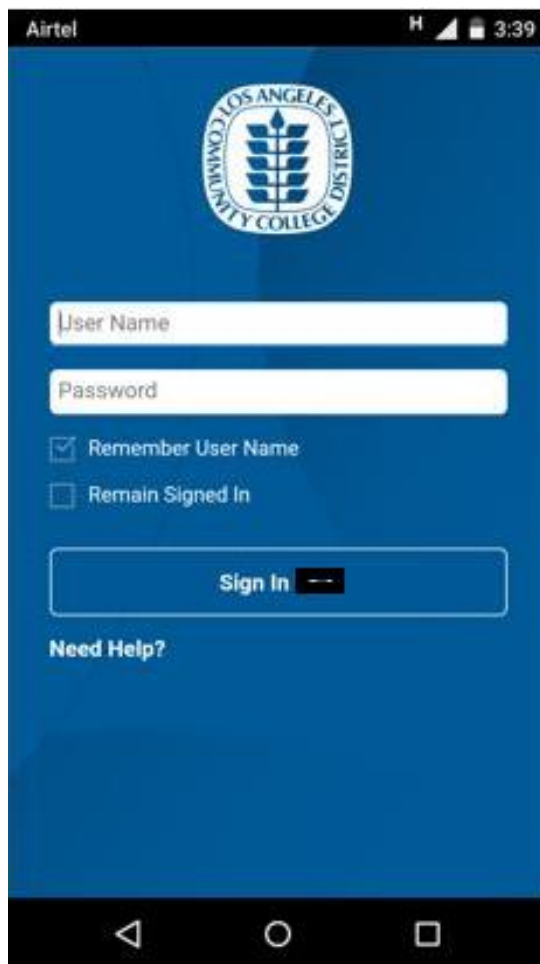 Airtel H 3:39
LOS ANGELES
COMMUNITY COLLEGE DISTRICT
User Name
Password
Remember User Name
Remain Signed In
Sign In
Need Help?